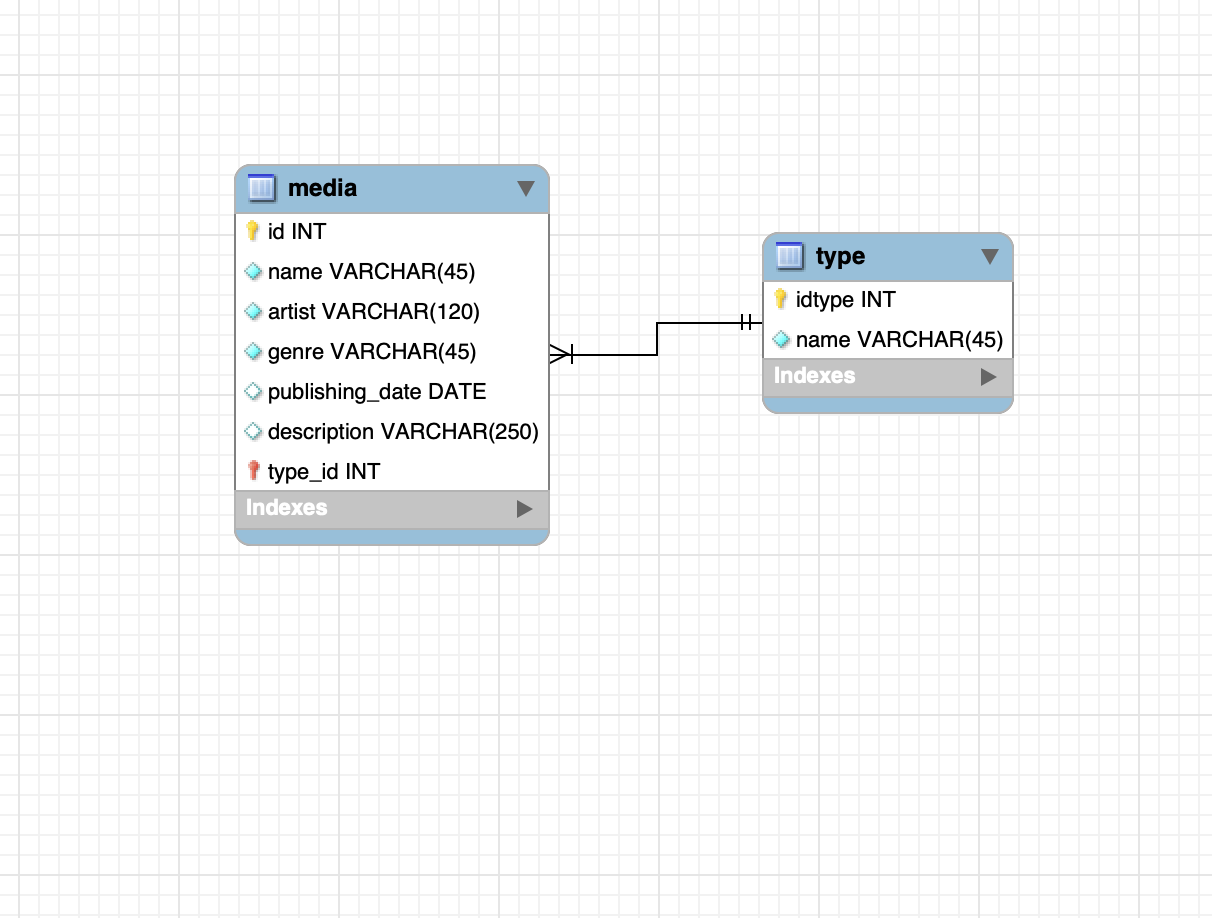 media
id INT
name VARCHAR(45)
artist VARCHAR(120)
genre VARCHAR(45)
publishing_date DATE
description VARCHAR(250)
type_id INT
Indexes
type
idtype INT
name VARCHAR(45)
Indexes